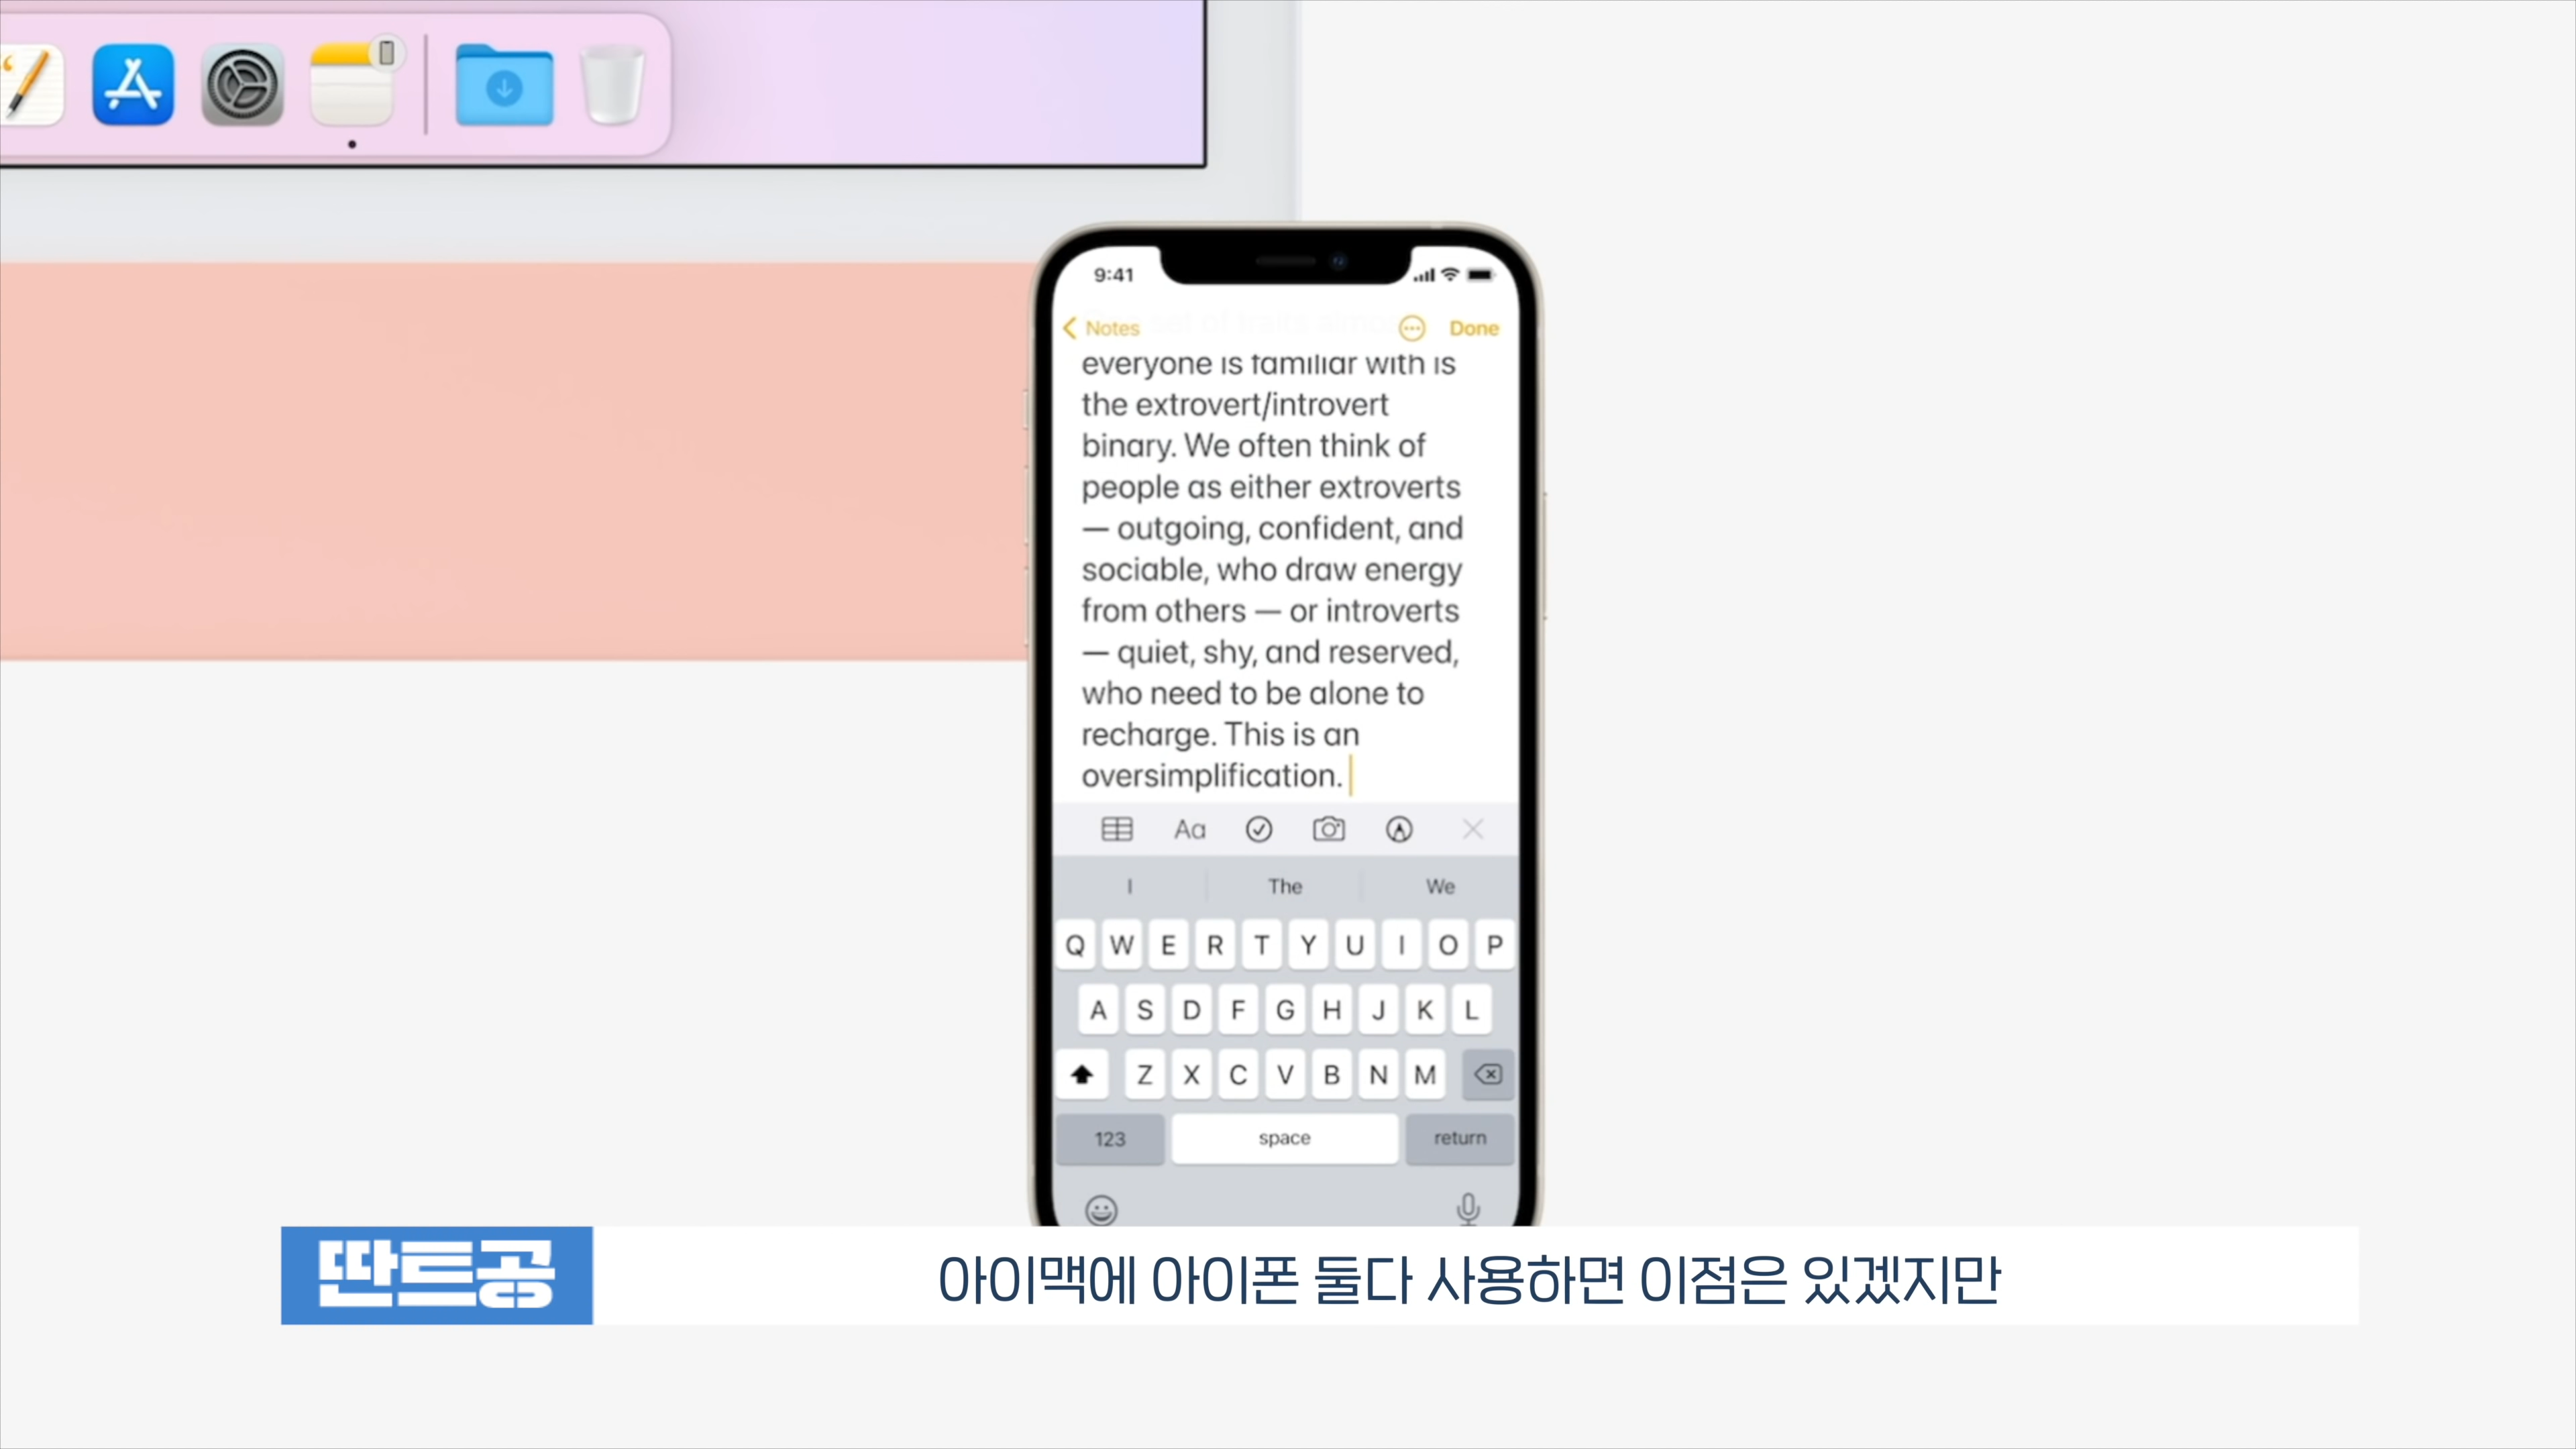 9:41
Notes
Done
everyone is familiar with is
the extrovert/introvert
binary. We often think of
people as either extroverts
— outgoing, confident, and
sociable, who draw energy
from others — or introverts
— quiet, shy, and reserved,
who need to be alone to
recharge. This is an
oversimplification.
Aa
I The We
Q W E R T Y U I O P
A S D F G H J K L
Z X C V B N M
123 space return
딴트공 아이맥에 아이폰 둘다 사용하면 이점은 있겠지만